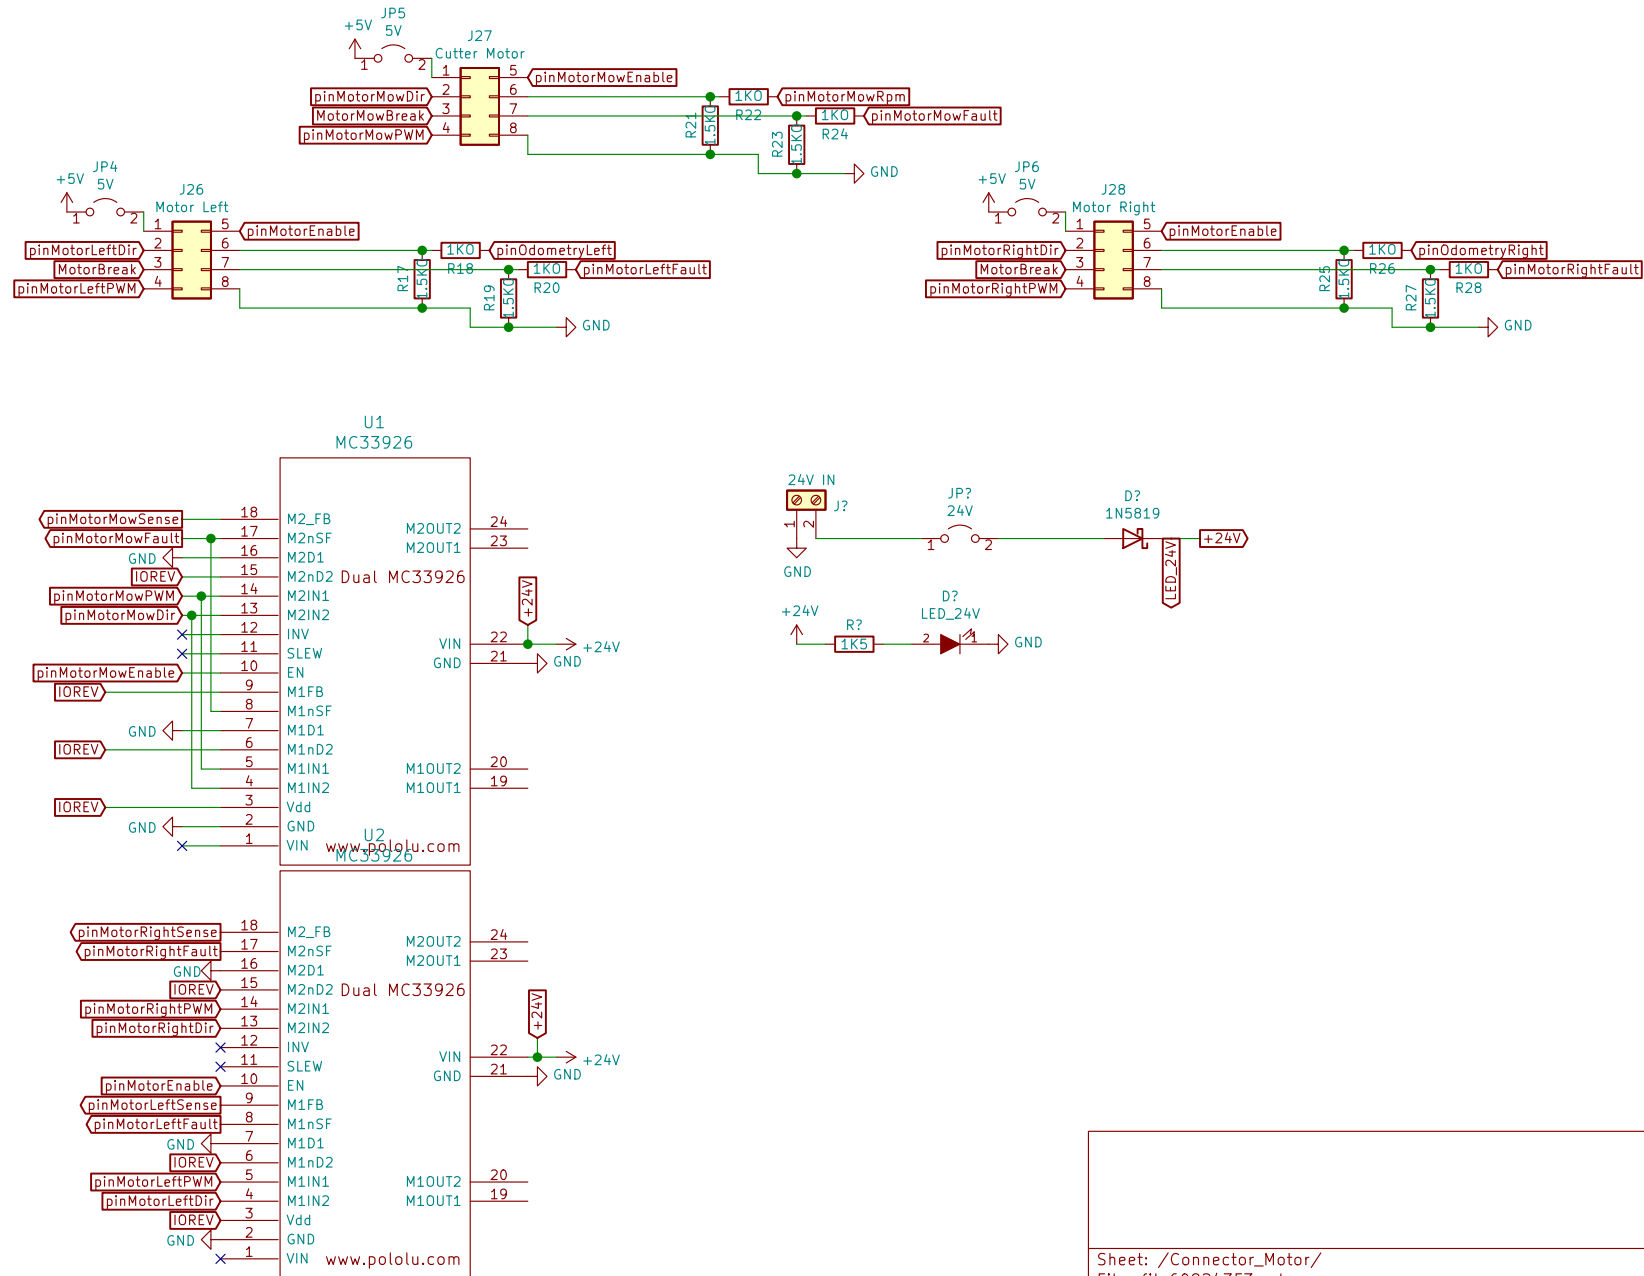 JP5
+5V 5V
1 2
J27
Cutter Motor
1 5 pinMotorMowEnable
pinMotorMowDir 2 6 1K0 pinMotorMowRpm
R22
MotorMowBreak 3 7 1K0 pinMotorMowFault
R24
pinMotorMowPWM 4 8
R21 1.5K0
R23 1.5K0
GND
JP4
+5V 5V
1 2
J26
Motor Left
1 5 pinMotorEnable
pinMotorLeftDir 2 6 1K0 pinOdometryLeft
R18
MotorBreak 3 7 1K0 pinMotorLeftFault
R20
pinMotorLeftPWM 4 8
R17 1.5K0
R19 1.5K0
GND
JP6
+5V 5V
1 2
J28
Motor Right
1 5 pinMotorEnable
pinMotorRightDir 2 6 1K0 pinOdometryRight
R26
MotorBreak 3 7 1K0 pinMotorRightFault
R28
pinMotorRightPWM 4 8
R25 1.5K0
R27 1.5K0
GND
U1
MC33926
pinMotorMowSense 18 M2_FB
pinMotorMowFault 17 M2nSF
GND 16 M2D1
IOREV 15 M2nD2
pinMotorMowPWM 14 M2IN1
pinMotorMowDir 13 M2IN2
12 INV
11 SLEW
pinMotorMowEnable 10 EN
IOREV 9 M1FB
8 M1nSF
GND 7 M1D1
IOREV 6 M1nD2
5 M1IN1
4 M1IN2
IOREV 3 Vdd
GND 2 GND
1 VIN
M2OUT2 24
M2OUT1 23
Dual MC33926
+24V
VIN 22 +24V
GND 21 GND
M1OUT2 20
M1OUT1 19
www.pololu.com
24V IN
J?
1 2
GND
JP?
24V
1 2
D?
1N5819
+24V
LED_24V
+24V
R?
1K5
D?
LED_24V
2 1
GND
U2
MC33926
pinMotorRightSense 18 M2_FB
pinMotorRightFault 17 M2nSF
GND 16 M2D1
IOREV 15 M2nD2
pinMotorRightPWM 14 M2IN1
pinMotorRightDir 13 M2IN2
12 INV
11 SLEW
pinMotorEnable 10 EN
pinMotorLeftSense 9 M1FB
pinMotorLeftFault 8 M1nSF
GND 7 M1D1
IOREV 6 M1nD2
pinMotorLeftPWM 5 M1IN1
pinMotorLeftDir 4 M1IN2
IOREV 3 Vdd
GND 2 GND
1 VIN
M2OUT2 24
M2OUT1 23
Dual MC33926
+24V
VIN 22 +24V
GND 21 GND
M1OUT2 20
M1OUT1 19
www.pololu.com
Sheet: /Connector_Motor/